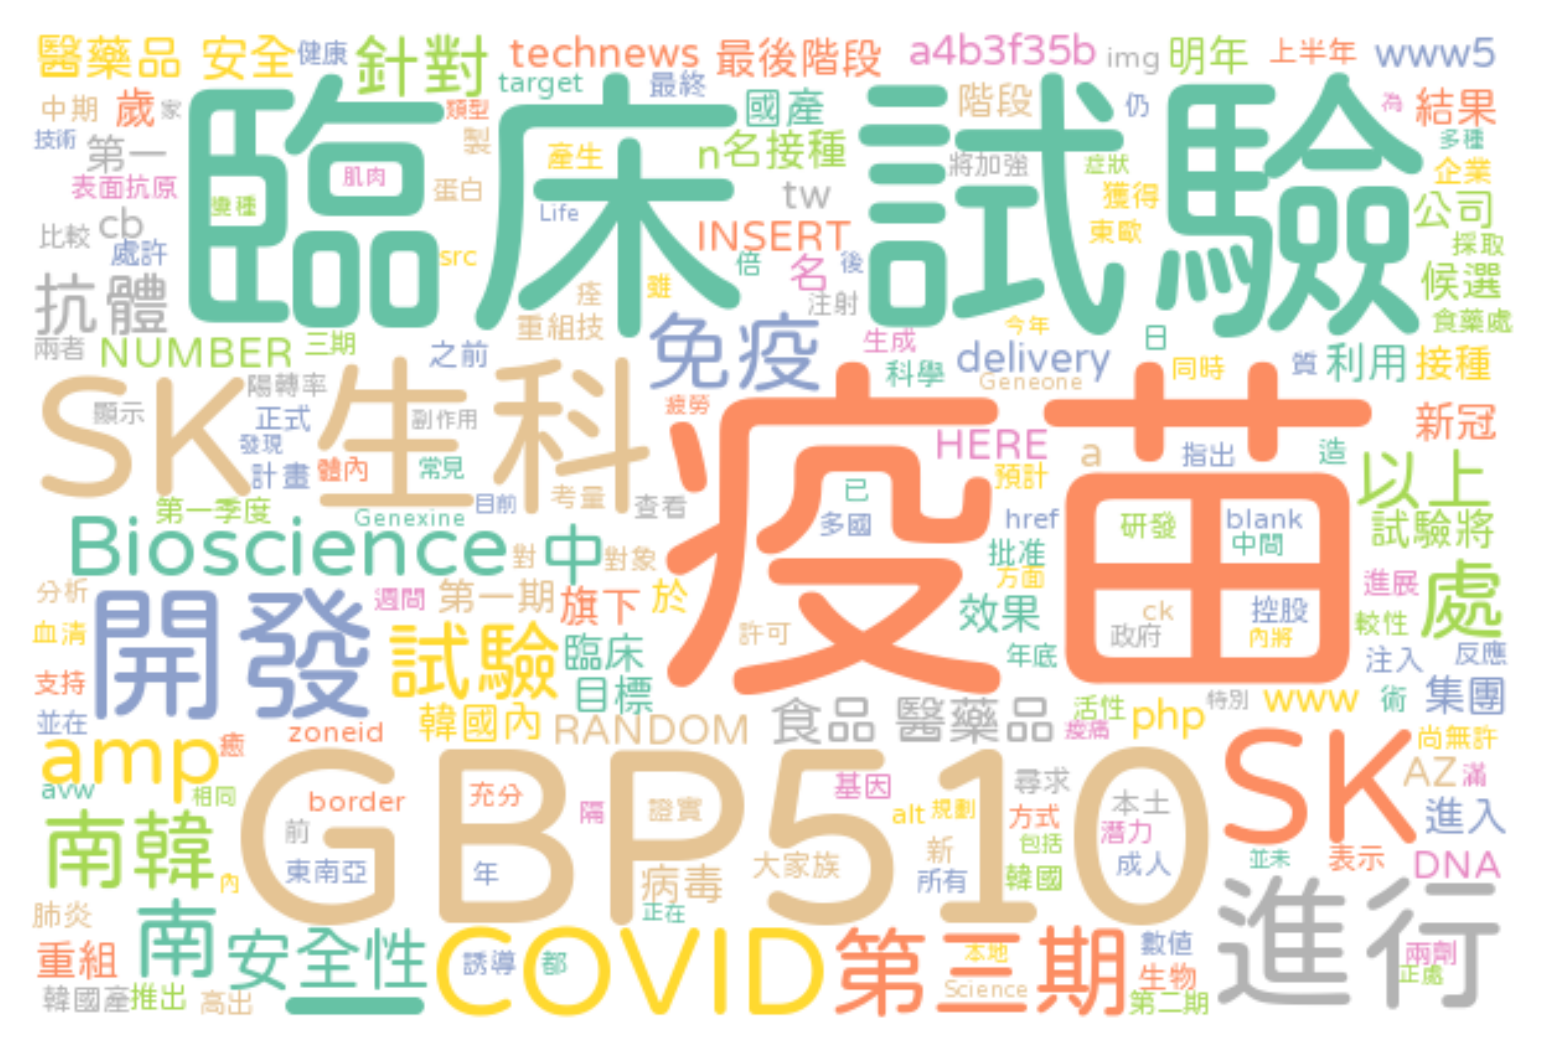 醫藥品 安全 健康 針對 technews 最後階段 a4b3f35b img 明年 上半年 www5
中期 歲 家 類型 target 最終 國產 階段 仍 為 結果
技術 第一 製 產生 n名接種 將加強 症狀 多種
表面抗原 肌肉 蛋白 tw 獲得 企業
臨床試驗
比較 cb 變種 Life INSERT 東歐 公司
處許 src 倍 名 後 採取
抗體 痊 雖 注射 候選
兩者 NUMBER 三期 之前 重組技 免疫 生成 今年 日 食藥處
陽轉率 科學 delivery Geneone 同時 質 利用 接種
SK生科 疫苗
顯示 正式 副作用 疲勞 新冠
發現 HERE a 指出 造
計畫 體內 常見 預計 以上
第一季度 Genexine 目前 考量 查看 已 多國 href 研發 blank 試驗將
Bioscience 對 中 對象 批准 中間
分析 週間 第一期 旗下 於 方面 進展 處
開發 效果 ck 控股
血清 試驗 臨床 許可 政府 內將 較性
支持 目標 年底 注入 反應
並在 韓國內 RANDOM 食品 醫藥品 活性 php 特別 www 術 集團
amp 癒 zoneid 疫痛 SK 尚無許
avw 相同 GBP510 AZ 滿
border 充分 隔 證實 基因 alt 規劃 尋求 方式 本土 進入
南韓 前 新 包括 潛力
東南亞 年 病毒 大家族 所有 韓國 成人 並未 表示 DNA
內 正在 進行
肺炎 南 安全性 COVID 第三期
重組 誘導 都 本地 數值 兩劑
韓國產 推出 高出 一 Science 生物 第二期 正處